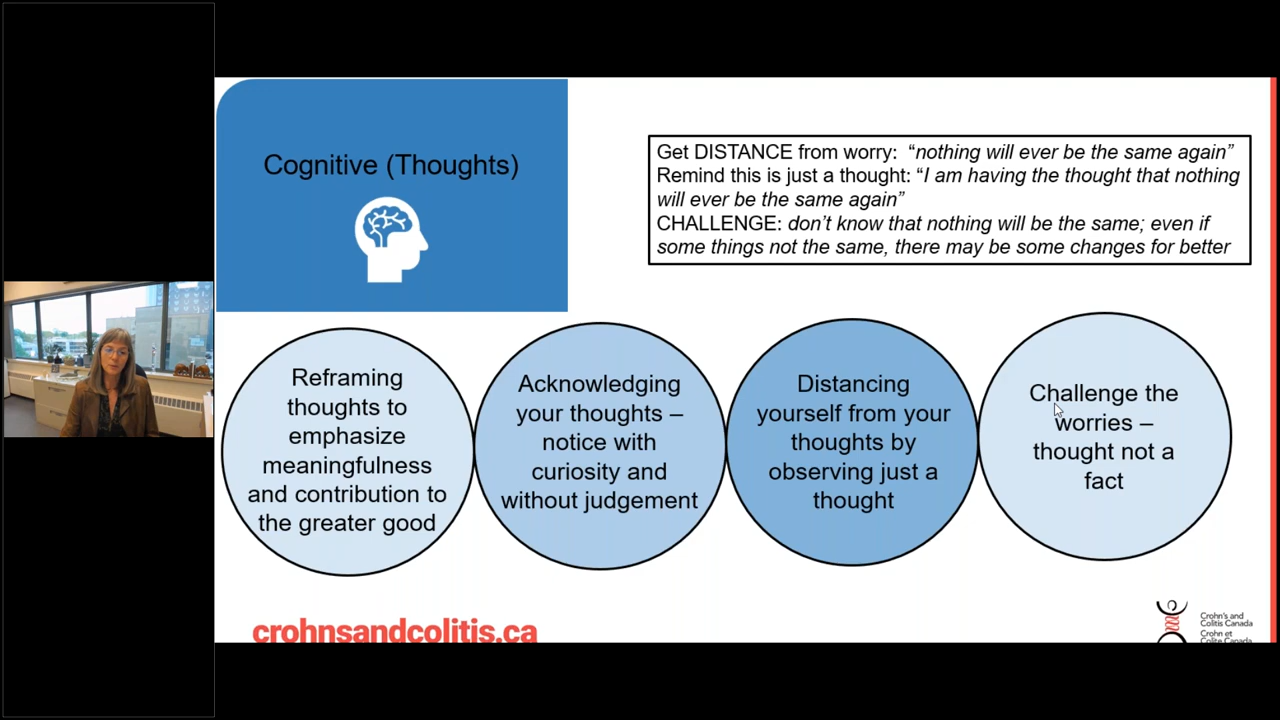 Cognitive (Thoughts)
Get DISTANCE from worry: “nothing will ever be the same again”
Remind this is just a thought: “I am having the thought that nothing
will ever be the same again”
CHALLENGE: don’t know that nothing will be the same; even if
some things not the same, there may be some changes for better
Reframing
thoughts to
emphasize
meaningfulness
and contribution to
the greater good
Acknowledging
your thoughts –
notice with
curiosity and
without judgement
Distancing
yourself from your
thoughts by
observing just a
thought
Challenge the
worries –
thought not a
fact
crohnsandcolitis.ca
Crohn's and
Colitis Canada
Crohn et
Colite Canada